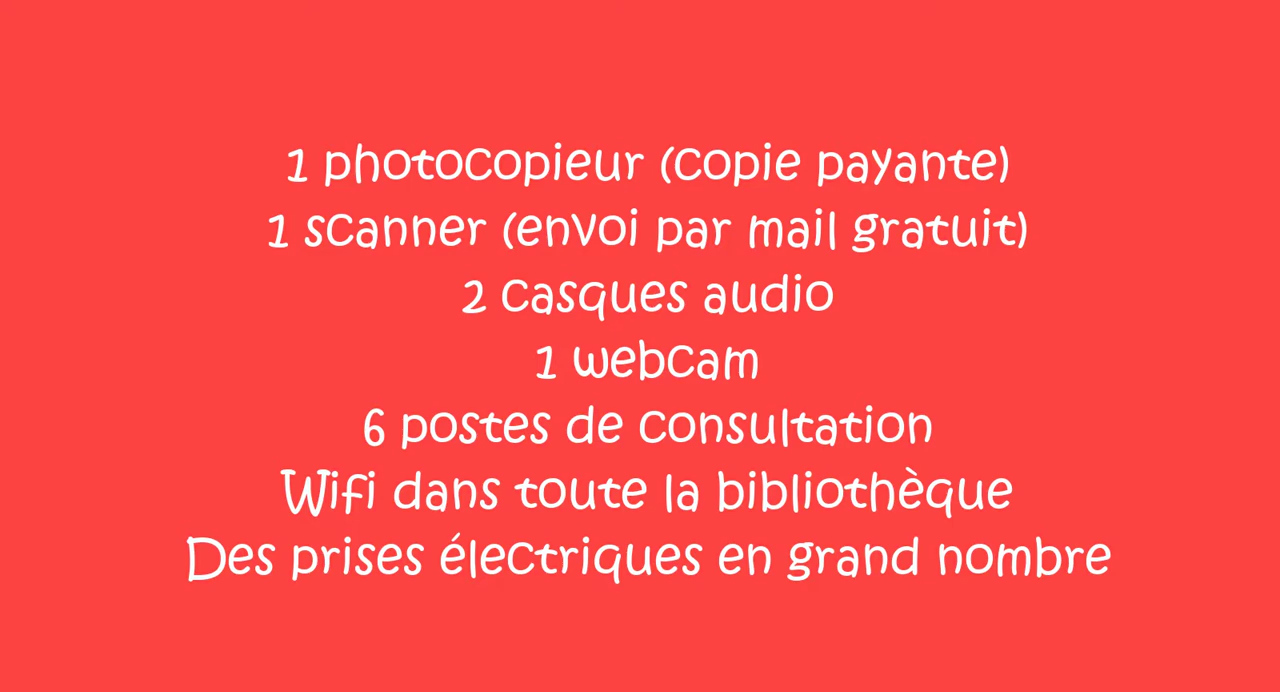 1 photocopieur (copie payante)
1 scanner (envoi par mail gratuit)
2 casques audio
1 webcam
6 postes de consultation
Wifi dans toute la bibliothèque
Des prises électriques en grand nombre